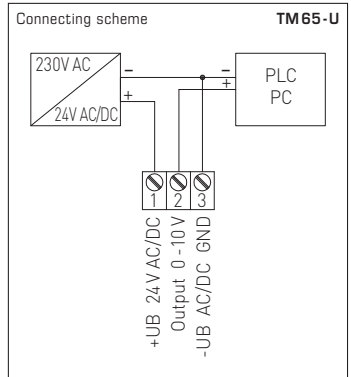 Connecting scheme TM65-U
230V AC
24V AC/DC
–
+
–
+
PLC
PC
1 2 3
+UB 24V AC/DC
Output 0-10V
-UB AC/DC GND